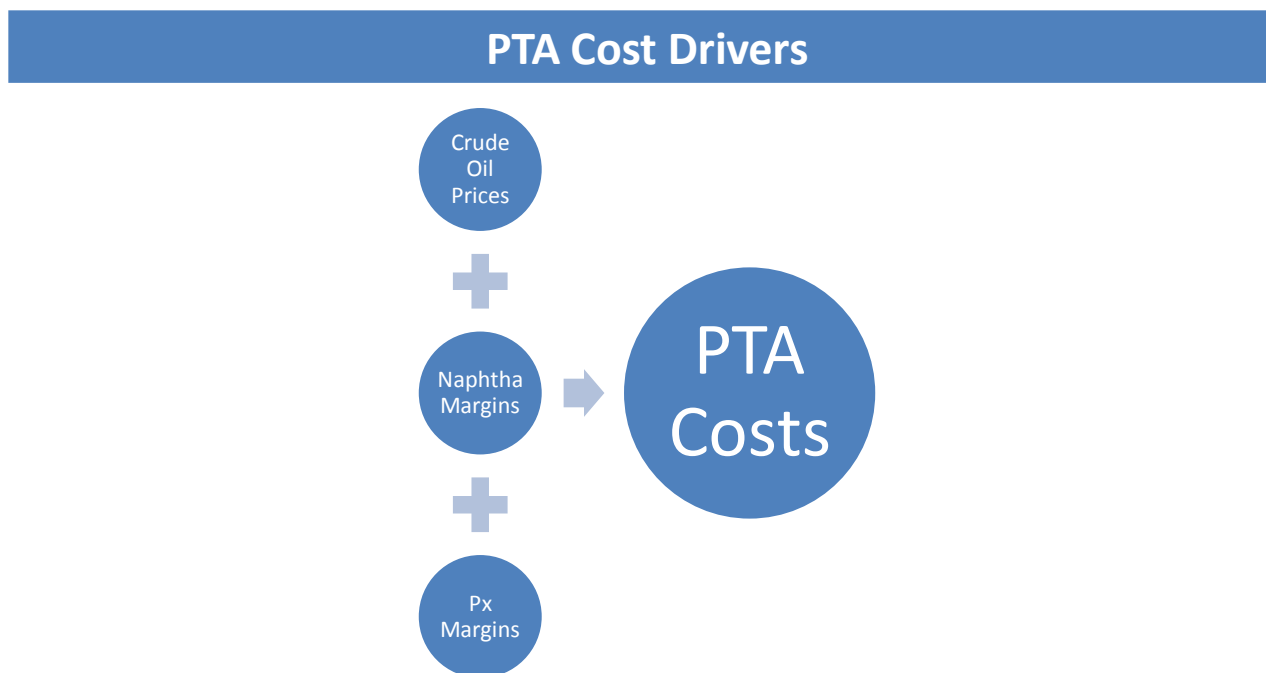 PTA Cost Drivers
Crude
Oil
Prices
Naphtha
Margins
Px
Margins
PTA
Costs